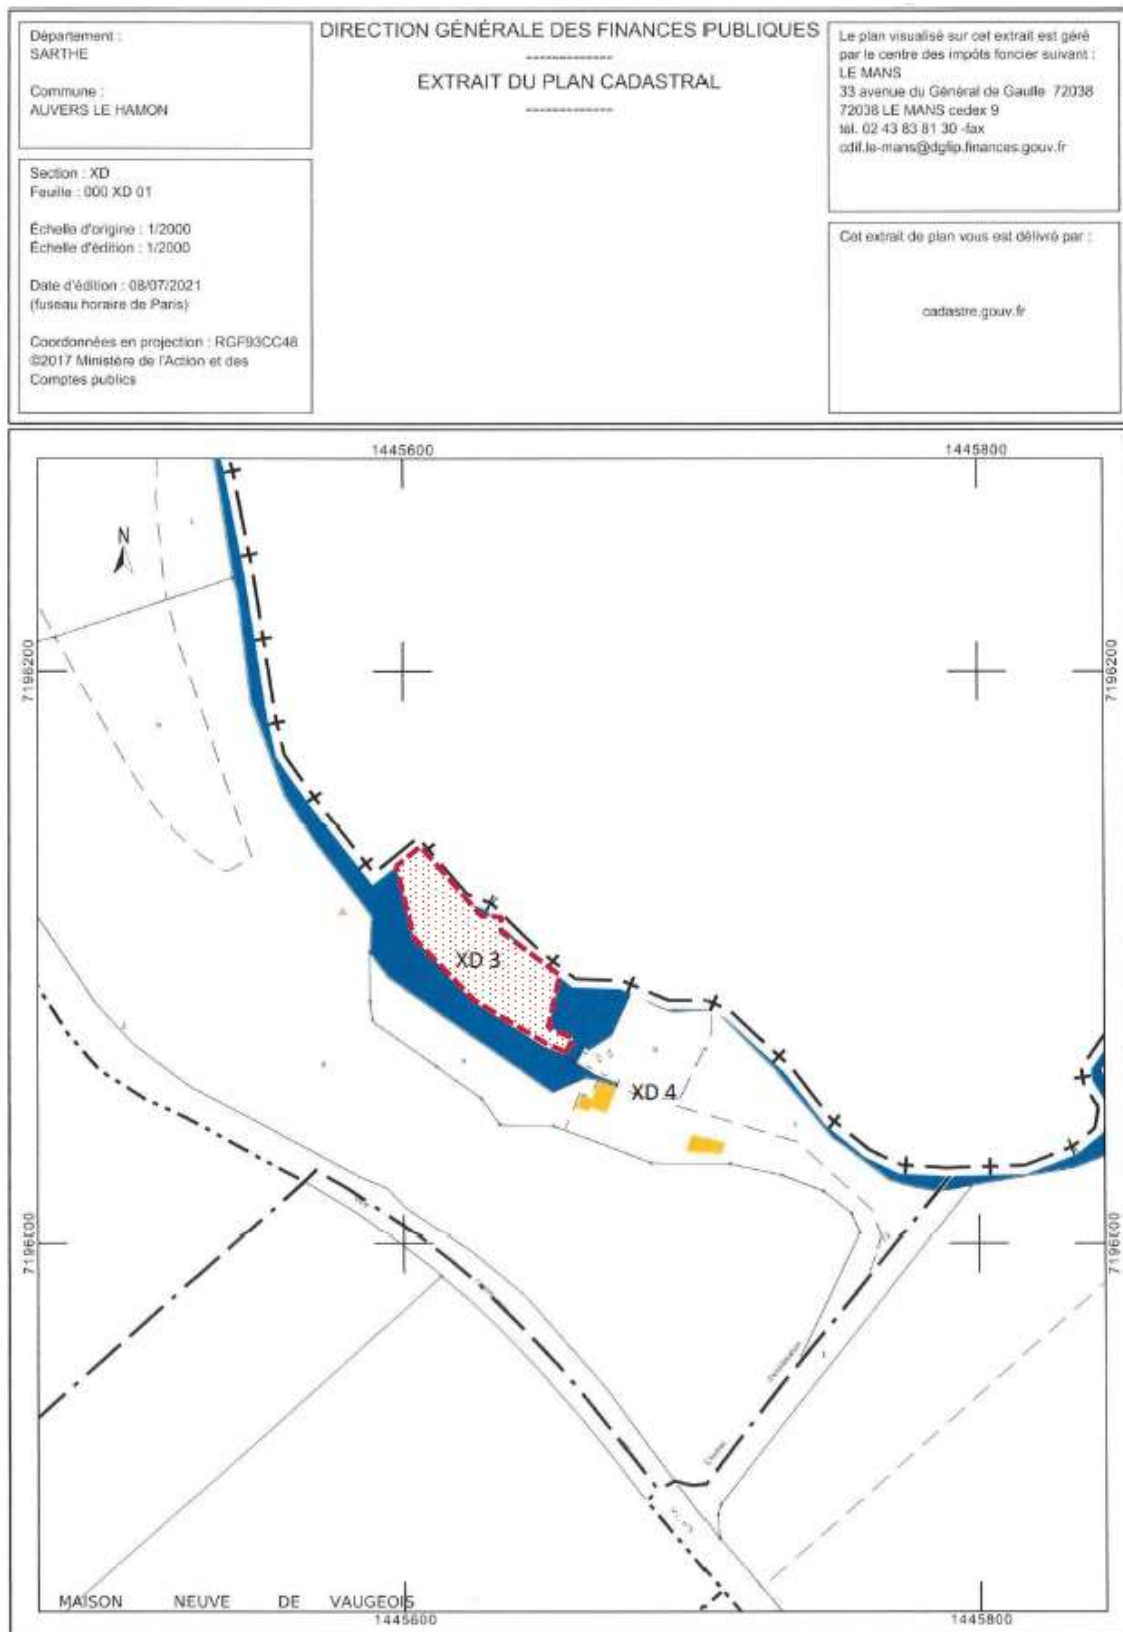 Département :
SARTHE
Commune :
AUVERS LE HAMON
Section : XD
Feuille : 000 XD 01
Échelle d'origine : 1/2000
Échelle d'édition : 1/2000
Date d'édition : 08/07/2021
(fuseau horaire de Paris)
Coordonnées en projection : RGF93CC48
©2017 Ministère de l'Action et des
Comptes publics
DIRECTION GÉNÉRALE DES FINANCES PUBLIQUES
-------------
EXTRAIT DU PLAN CADASTRAL
-------------
Le plan visualisé sur cet extrait est géré
par le centre des impôts foncier suivant :
LE MANS
33 avenue du Général de Gaulle 72038
72038 LE MANS cedex 9
tél. 02 43 83 81 30 -fax
cdif.le-mans@dgfip.finances.gouv.fr
Cet extrait de plan vous est délivré par :
cadastre.gouv.fr
1445600
1445800
N
7196200
7196200
XD 3
XD 4
7196000
7196000
MAISON NEUVE DE VAUGEOIS
1445600
1445800